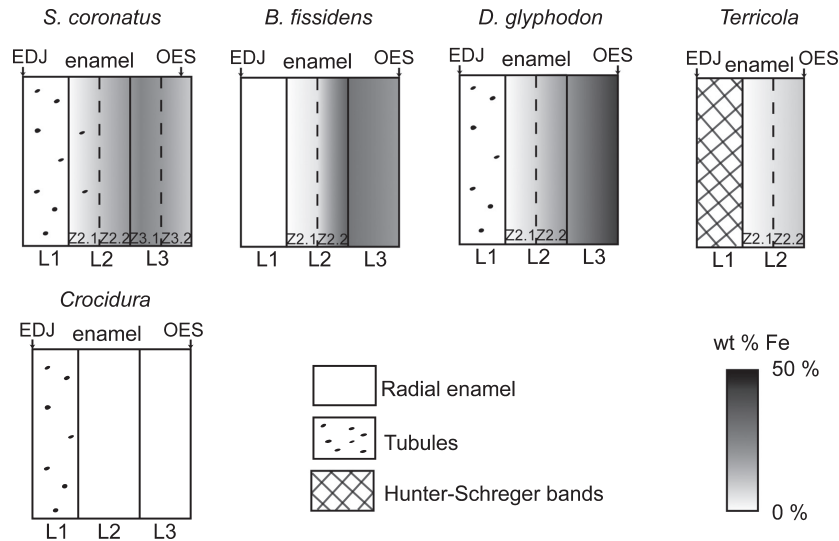 S. coronatus
B. fissidens
D. glyphodon
Terricola
EDJ enamel OES
EDJ enamel OES
EDJ enamel OES
EDJ enamel OES
Z2.1 Z2.2 Z3.1 Z3.2
Z2.1 Z2.2
Z2.1 Z2.2
Z2.1 Z2.2
L1 L2 L3
L1 L2 L3
L1 L2 L3
L1 L2
Crocidura
EDJ enamel OES
L1 L2 L3
Radial enamel
Tubules
Hunter-Schreger bands
wt % Fe
50 %
0 %